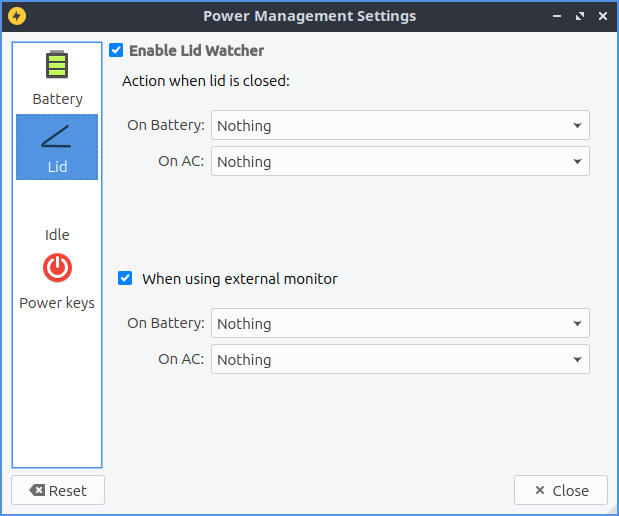 Power Management Settings
Battery
Lid
Idle
Power keys
Enable Lid Watcher
Action when lid is closed:
On Battery: Nothing
On AC: Nothing
When using external monitor
On Battery: Nothing
On AC: Nothing
Reset
Close